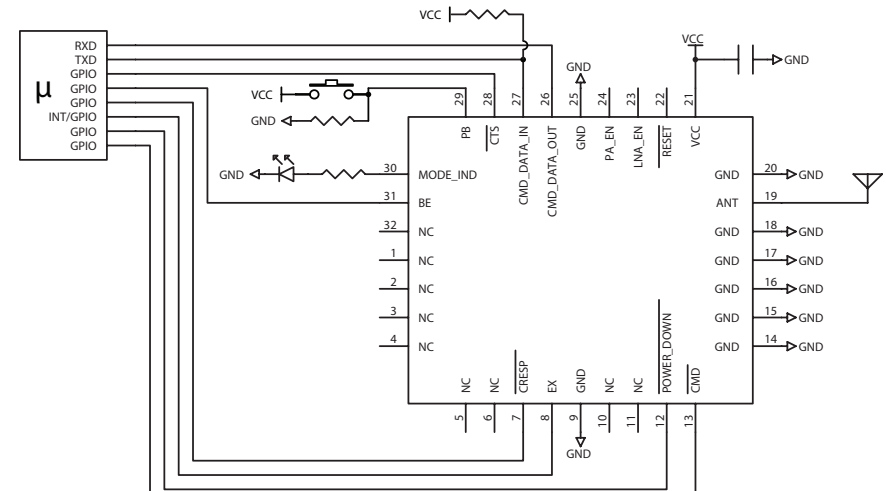 VCC
VCC
RXD
TXD
GPIO
GPIO
GPIO
INT/GPIO
GPIO
GPIO
μ
GND
GND
VCC
GND
29
28
27
26
25
24
23
22
21
PB
CTS
CMD_DATA_IN
CMD_DATA_OUT
GND
PA_EN
LNA_EN
RESET
VCC
GND
30
MODE_IND
31
BE
32
NC
1
NC
2
NC
3
NC
4
NC
GND
20
GND
ANT
19
GND
18
GND
GND
17
GND
GND
16
GND
GND
15
GND
GND
14
GND
NC
NC
CRESP
EX
GND
NC
NC
POWER_DOWN
CMD
5
6
7
8
9
10
11
12
13
GND